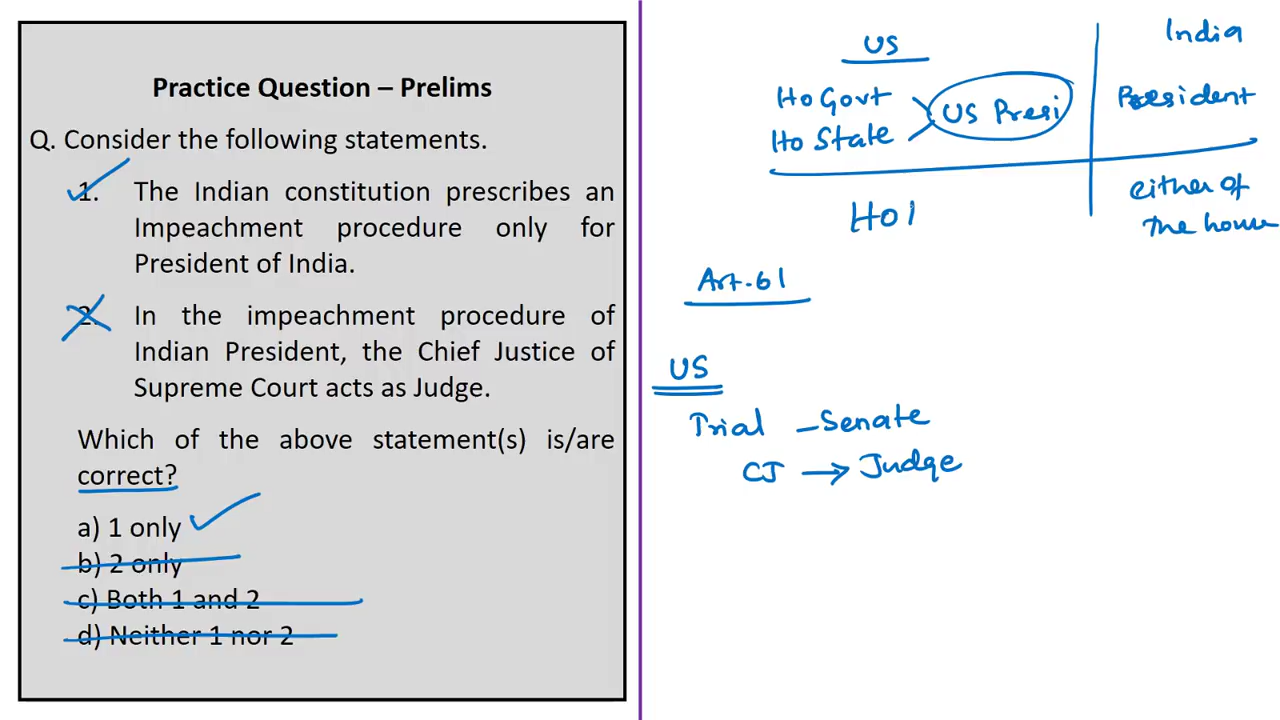 Practice Question – Prelims
Q. Consider the following statements.
1. The Indian constitution prescribes an
Impeachment procedure only for
President of India.
2. In the impeachment procedure of
Indian President, the Chief Justice of
Supreme Court acts as Judge.
Which of the above statement(s) is/are
correct?
a) 1 only
b) 2 only
c) Both 1 and 2
d) Neither 1 nor 2
US
Ho Govt
Ho State
US Presi
India
President
either of
the house
Ho
Art. 61
US
Trial – Senate
CJ → Judge